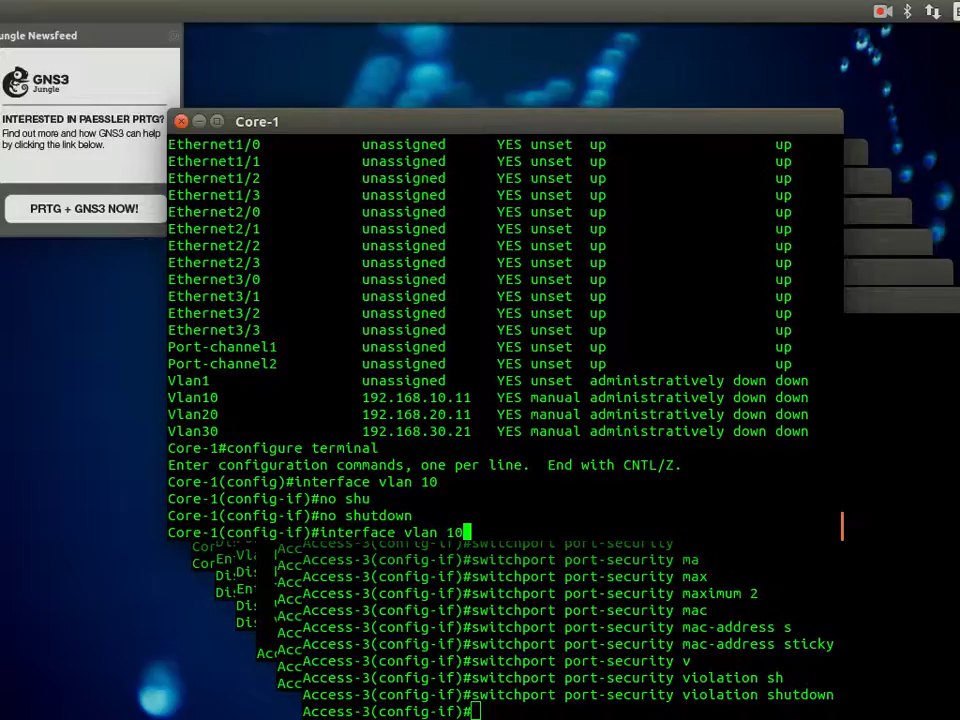 ungle Newsfeed
GNS3
Jungle
INTERESTED IN PAESSLER PRTG?
Find out more and how GNS3 can help
by clicking the link below.
PRTG + GNS3 NOW!
Core-1
Ethernet1/0 unassigned YES unset up up
Ethernet1/1 unassigned YES unset up up
Ethernet1/2 unassigned YES unset up up
Ethernet1/3 unassigned YES unset up up
Ethernet2/0 unassigned YES unset up up
Ethernet2/1 unassigned YES unset up up
Ethernet2/2 unassigned YES unset up up
Ethernet2/3 unassigned YES unset up up
Ethernet3/0 unassigned YES unset up up
Ethernet3/1 unassigned YES unset up up
Ethernet3/2 unassigned YES unset up up
Ethernet3/3 unassigned YES unset up up
Port-channel1 unassigned YES unset up up
Port-channel2 unassigned YES unset up up
Vlan1 unassigned YES unset administratively down down
Vlan10 192.168.10.11 YES manual administratively down down
Vlan20 192.168.20.11 YES manual administratively down down
Vlan30 192.168.30.21 YES manual administratively down down
Core-1#configure terminal
Enter configuration commands, one per line. End with CNTL/Z.
Core-1(config)#interface vlan 10
Core-1(config-if)#no shu
Core-1(config-if)#no shutdown
Core-1(config-if)#interface vlan 10
Access-3(config-if)#switchport port-security
Access-3(config-if)#switchport port-security ma
Access-3(config-if)#switchport port-security max
Access-3(config-if)#switchport port-security maximum 2
Access-3(config-if)#switchport port-security mac
Access-3(config-if)#switchport port-security mac-address s
Access-3(config-if)#switchport port-security mac-address sticky
Access-3(config-if)#switchport port-security v
Access-3(config-if)#switchport port-security violation sh
Access-3(config-if)#switchport port-security violation shutdown
Access-3(config-if)#